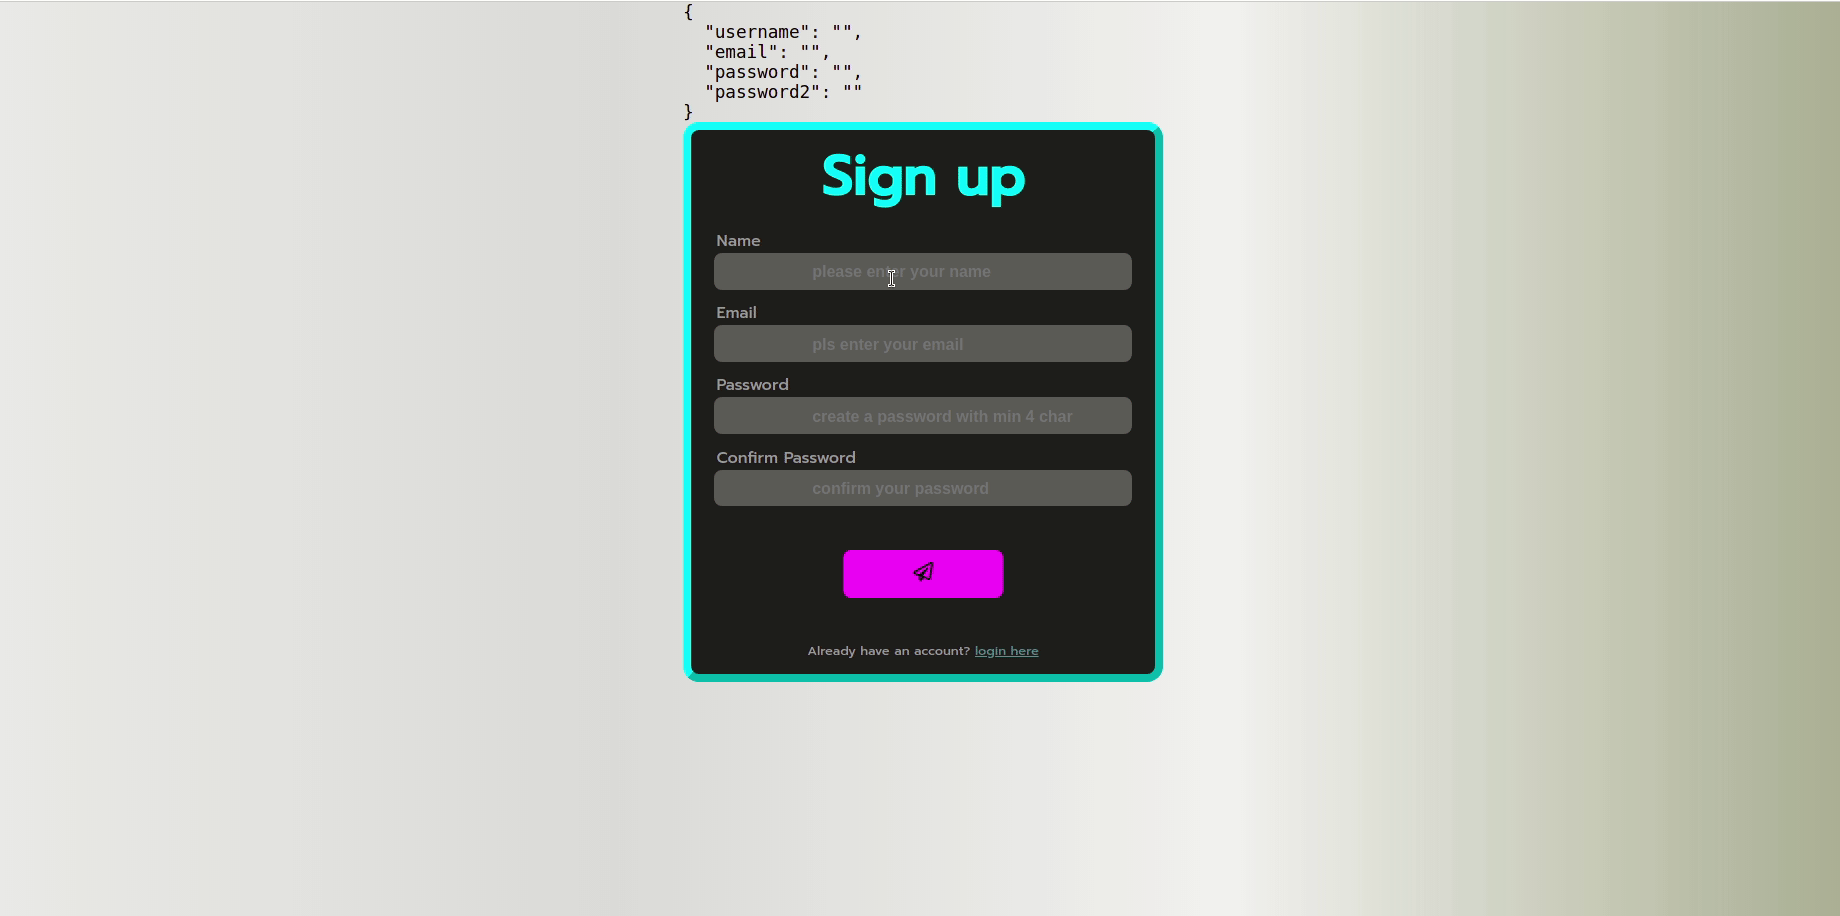 {
"username": "",
"email": "",
"password": "",
"password2": ""
}
Sign up
Name
please enter your name
Email
pls enter your email
Password
create a password with min 4 char
Confirm Password
confirm your password
Already have an account? login here